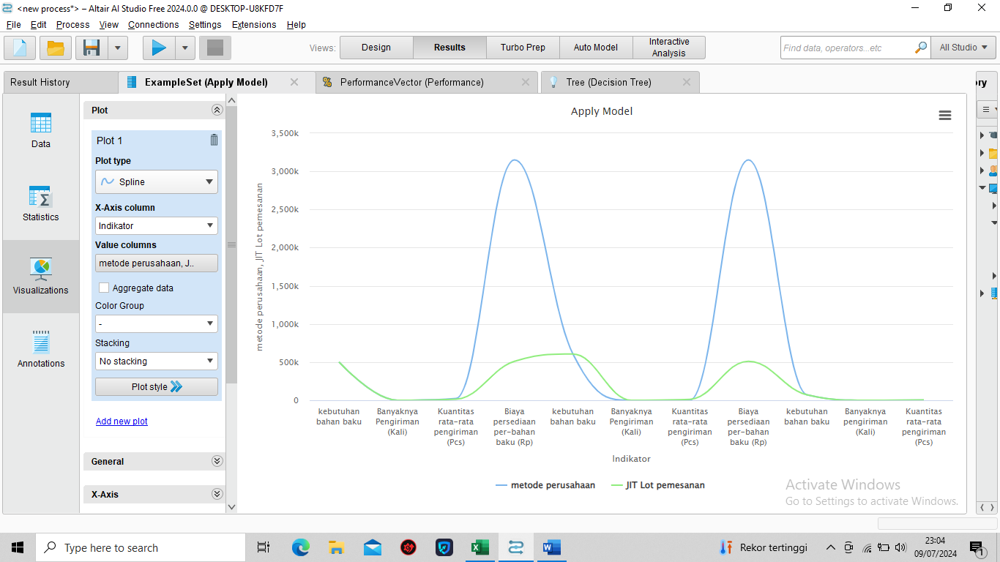 <new process*> – Altair AI Studio Free 2024.0.0 @ DESKTOP-U8KFD7F
File Edit Process View Connections Settings Extensions Help
Views: Design Results Turbo Prep Auto Model Interactive Analysis
Find data, operators...etc All Studio
Result History ExampleSet (Apply Model) PerformanceVector (Performance) Tree (Decision Tree) ory
Data
Statistics
Visualizations
Annotations
Plot
Plot 1
Plot type
Spline
X-Axis column
Indikator
Value columns
metode perusahaan, J..
Aggregate data
Color Group
-
Stacking
No stacking
Plot style
Add new plot
General
X-Axis
Apply Model
metode perusahaan, JIT Lot pemesanan
3,500k
3,000k
2,500k
2,000k
1,500k
1,000k
500k
0
kebutuhan
bahan baku
Banyaknya
Pengiriman
(Kali)
Kuantitas
rata-rata
pengiriman
(Pcs)
Biaya
persediaan
per-bahan
baku (Rp)
kebutuhan
bahan baku
Banyaknya
Pengiriman
(Kali)
Kuantitas
rata-rata
pengiriman
(Pcs)
Biaya
persediaan
per-bahan
baku (Rp)
kebutuhan
bahan baku
Banyaknya
pengiriman
(Kali)
Kuantitas
rata-rata
pengiriman
(Pcs)
Indikator
metode perusahaan JIT Lot pemesanan
Activate Windows
Go to Settings to activate Windows.
Type here to search
Rekor tertinggi
23:04
09/07/2024
1